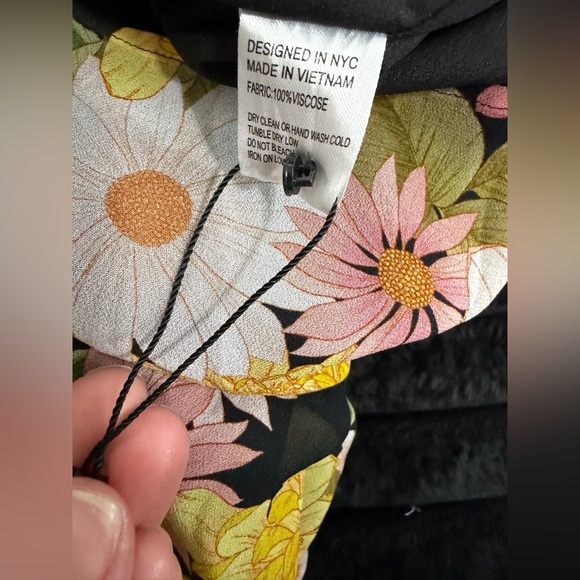 DESIGNED IN NYC
MADE IN VIETNAM
FABRIC:100%VISCOSE
DRY CLEAN OR HAND WASH COLD
TUMBLE DRY LOW
DO NOT BLEACH
IRON ON LOW